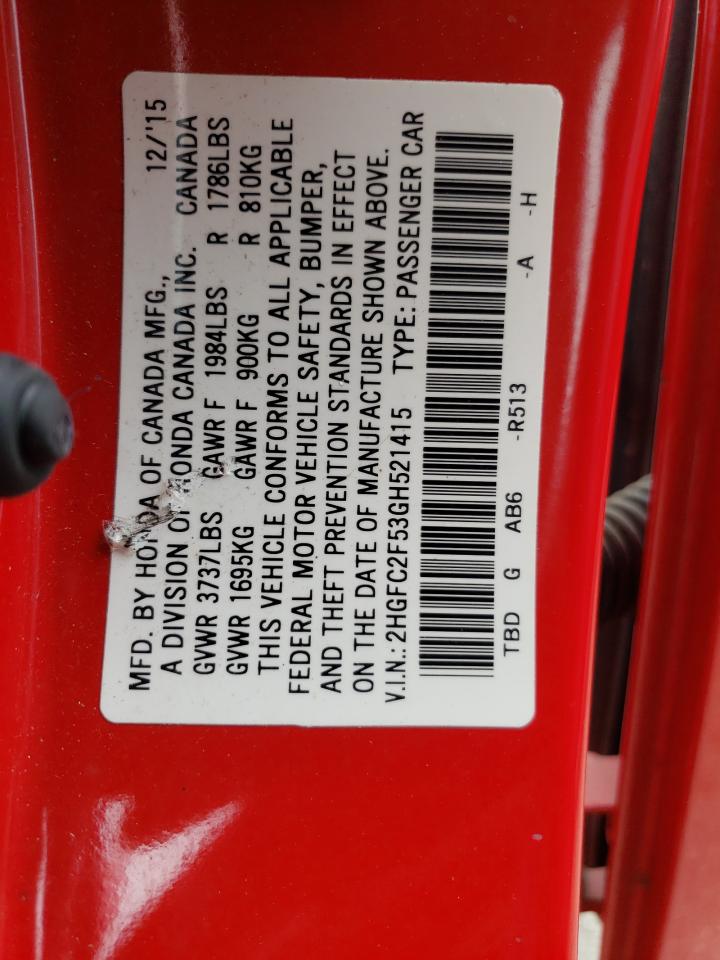 MFD. BY HONDA OF CANADA MFG., 12/'15
A DIVISION OF HONDA CANADA INC. CANADA
GVWR 3737LBS GAWR F 1984LBS R 1786LBS
GVWR 1695KG GAWR F 900KG R 810KG
THIS VEHICLE CONFORMS TO ALL APPLICABLE
FEDERAL MOTOR VEHICLE SAFETY, BUMPER,
AND THEFT PREVENTION STANDARDS IN EFFECT
ON THE DATE OF MANUFACTURE SHOWN ABOVE.
V.I.N.: 2HGFC2F53GH521415 TYPE: PASSENGER CAR
TBD G AB6 -R513 -A -H